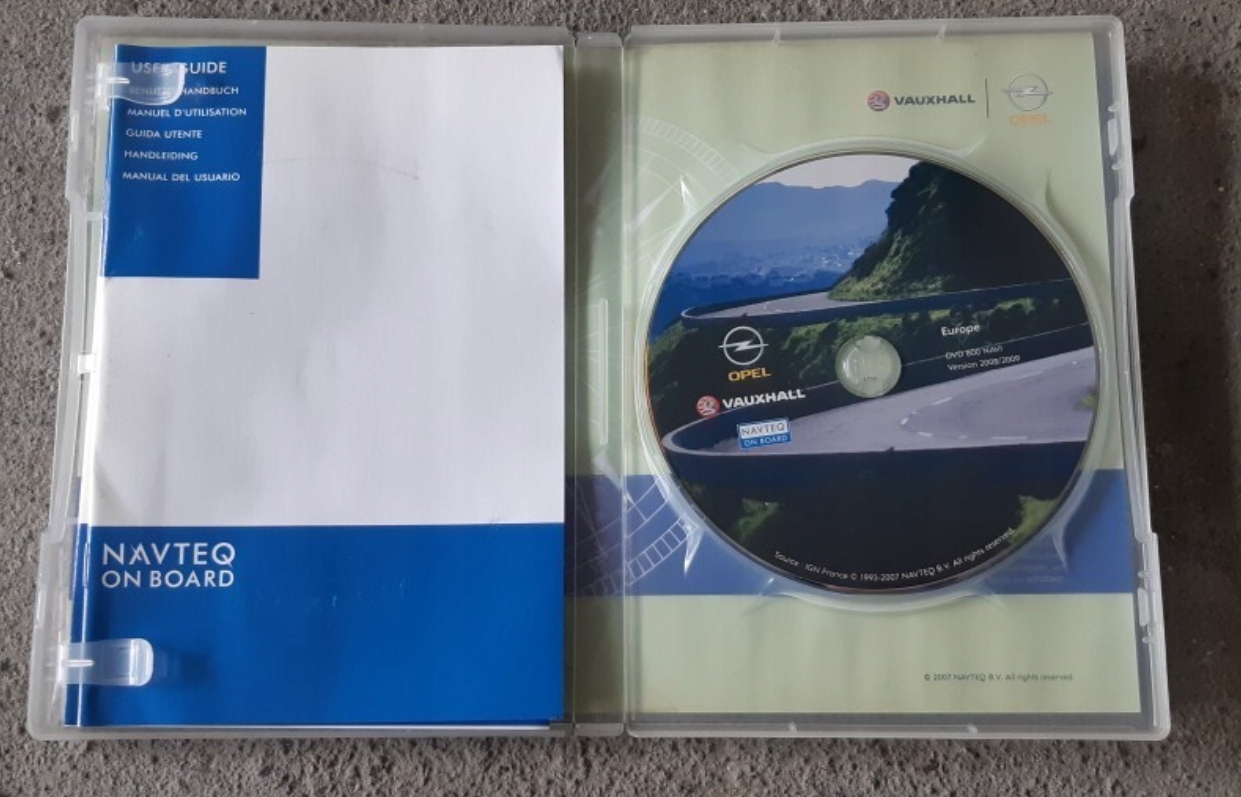 USER GUIDE
BENUTZERHANDBUCH
MANUEL D'UTILISATION
GUIDA UTENTE
HANDLEIDING
MANUAL DEL USUARIO
NAVTEQ
ON BOARD
VAUXHALL
OPEL
Europe
DVD 800 NAVI
Version 2008/2009
OPEL
VAUXHALL
NAVTEQ
ON BOARD
Source : IGN France © 1993-2007 NAVTEQ B.V. All rights reserved.
© 2007 NAVTEQ B.V. All rights reserved